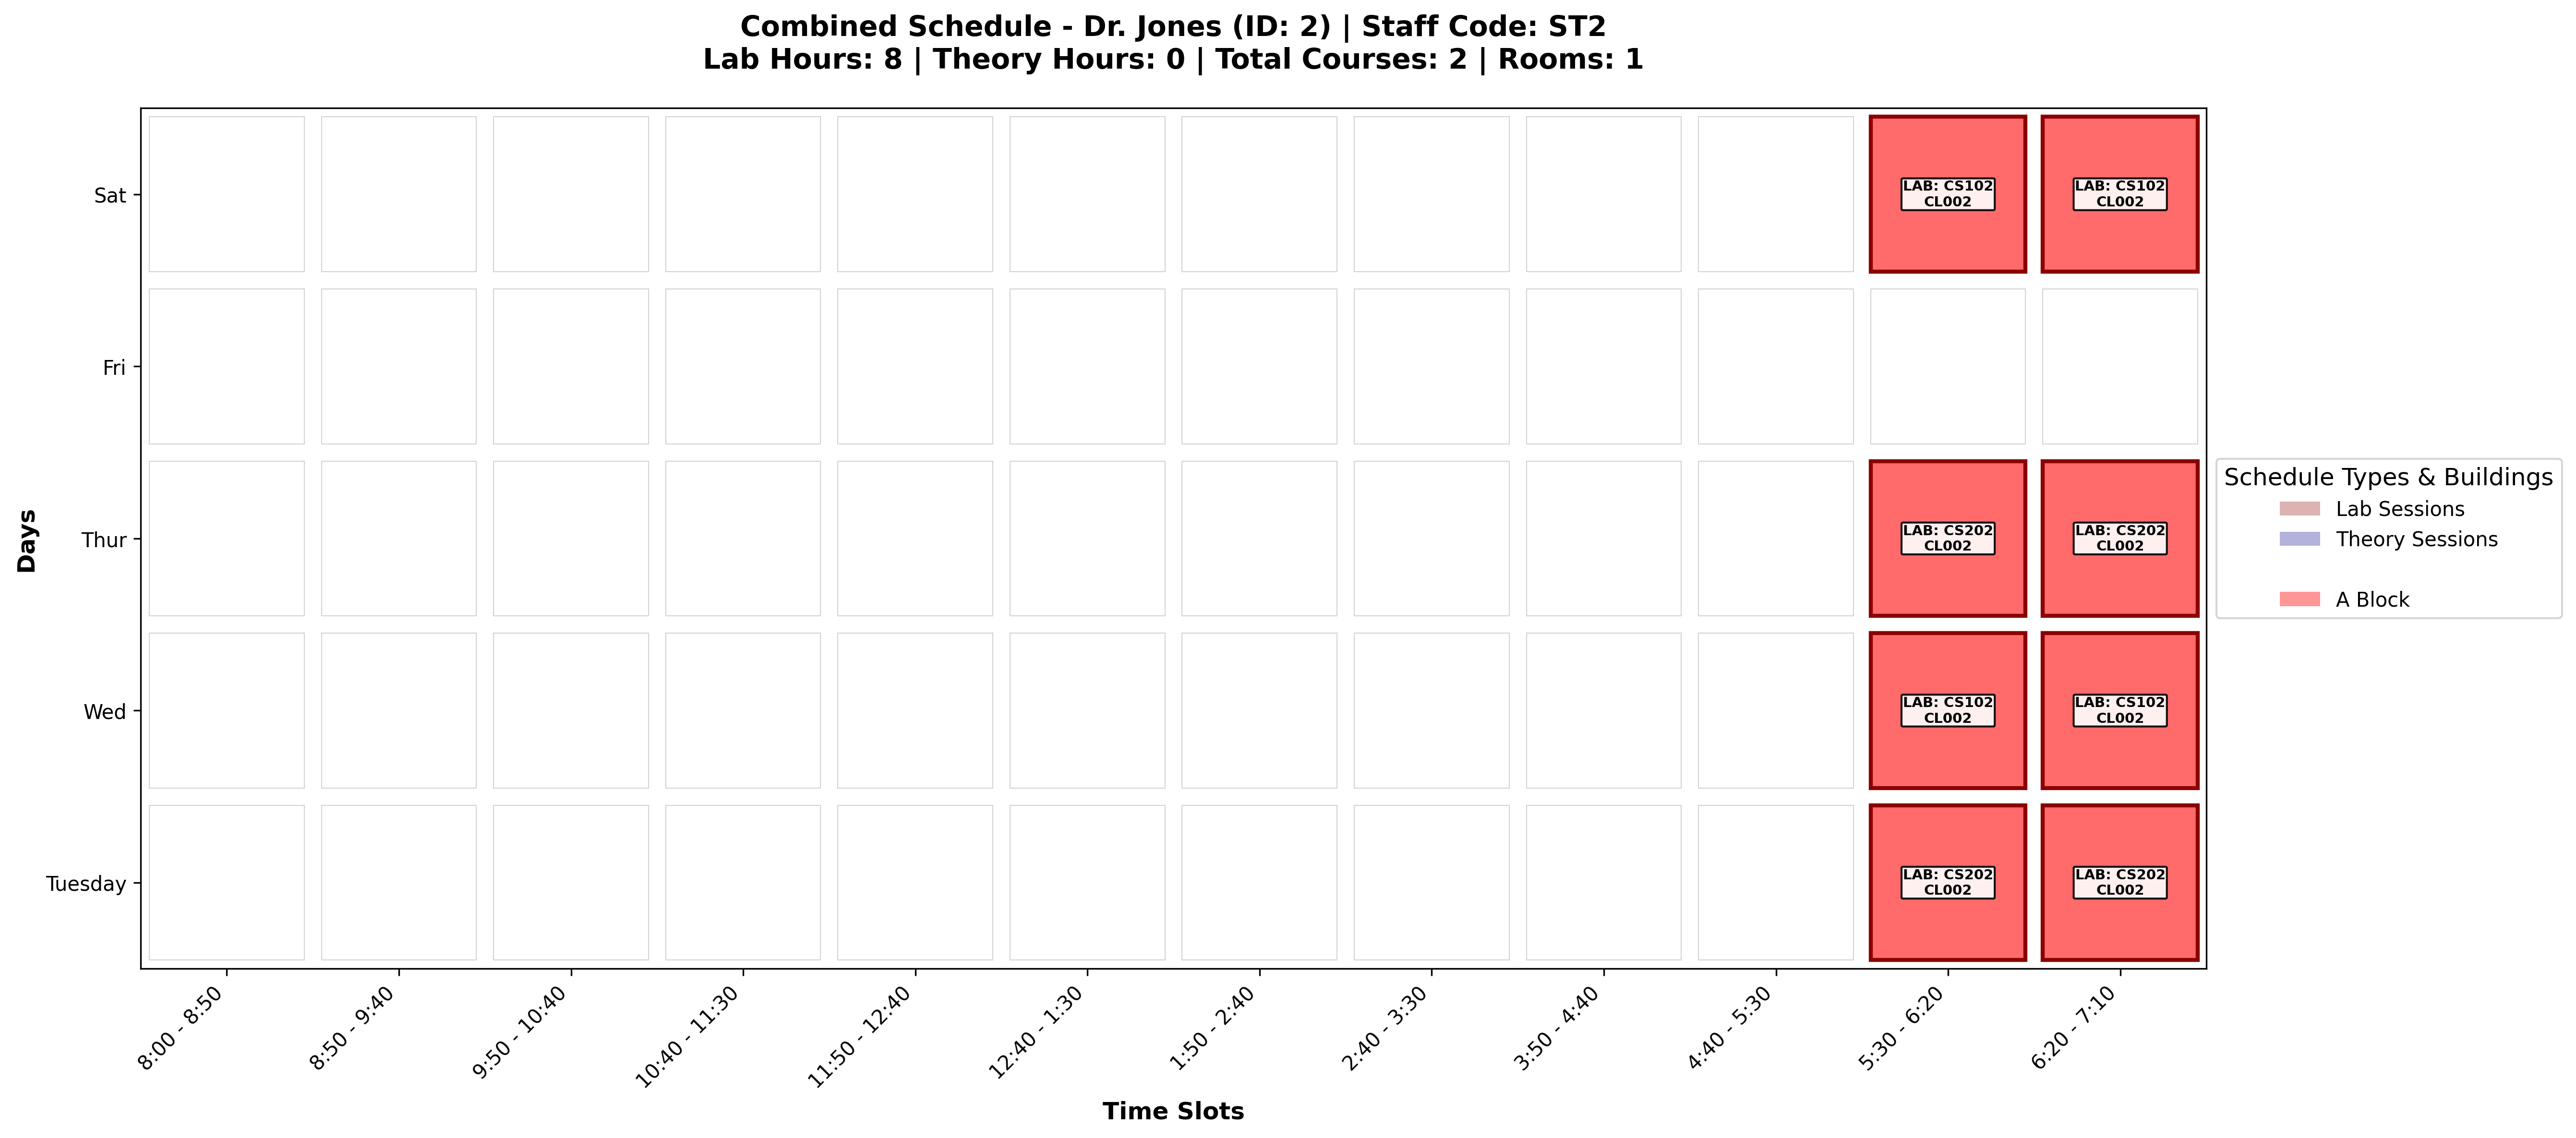 Combined Schedule - Dr. Jones (ID: 2) | Staff Code: ST2
Lab Hours: 8 | Theory Hours: 0 | Total Courses: 2 | Rooms: 1
Days
Sat
LAB: CS102
CL002
LAB: CS102
CL002
Fri
Thur
LAB: CS202
CL002
LAB: CS202
CL002
Wed
LAB: CS102
CL002
LAB: CS102
CL002
Tuesday
LAB: CS202
CL002
LAB: CS202
CL002
8:00 - 8:50
8:50 - 9:40
9:50 - 10:40
10:40 - 11:30
11:50 - 12:40
12:40 - 1:30
1:50 - 2:40
2:40 - 3:30
3:50 - 4:40
4:40 - 5:30
5:30 - 6:20
6:20 - 7:10
Time Slots
Schedule Types & Buildings
Lab Sessions
Theory Sessions
A Block